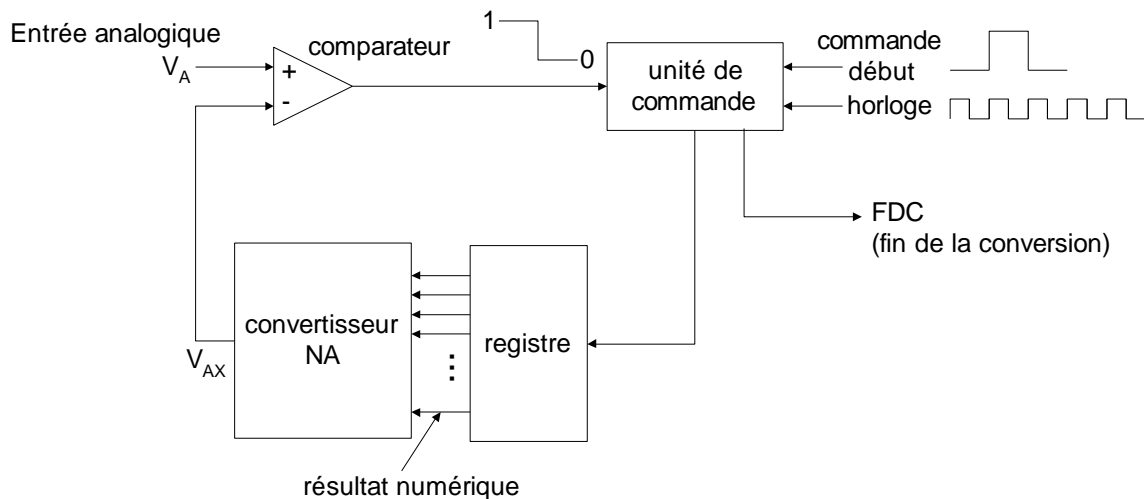 Entrée analogique
V_A
comparateur
+
-
1
0
unité de
commande
commande
début
horloge
FDC
(fin de la conversion)
convertisseur
NA
registre
V_AX
résultat numérique